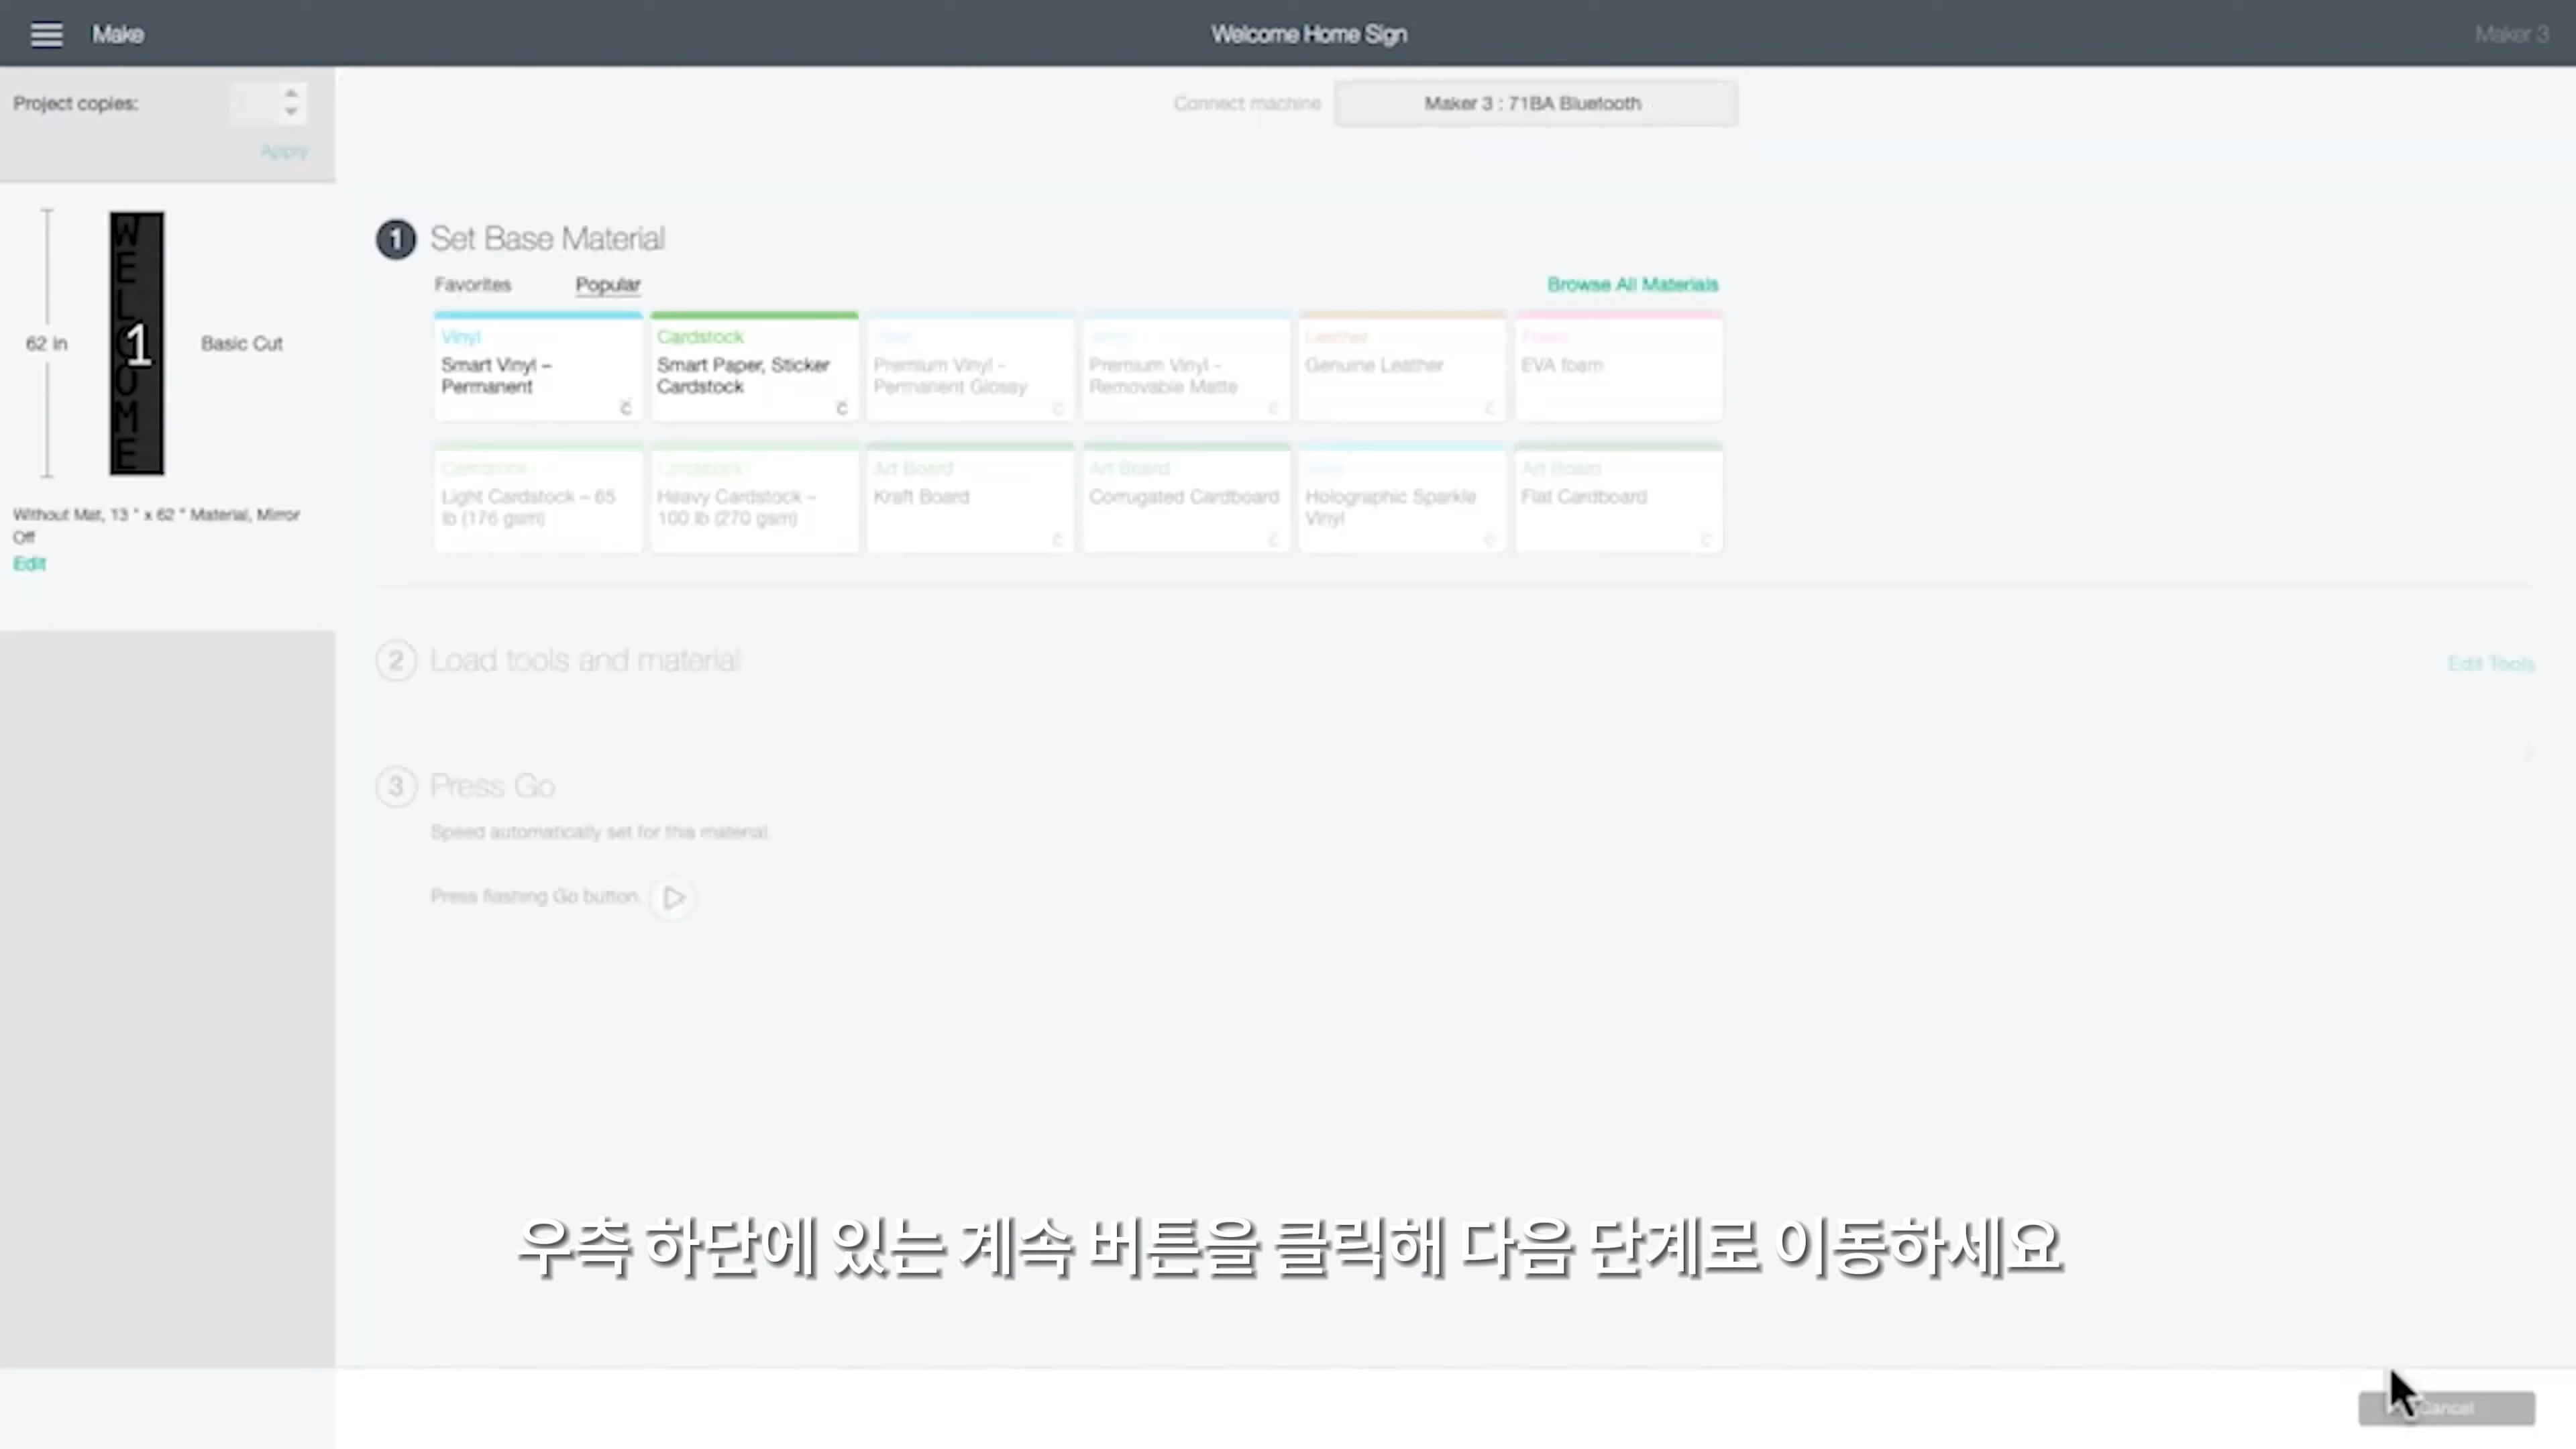 Make
Welcome Home Sign
Maker 3
Project copies:
Apply
Connect machine
Maker 3 : 71BA Bluetooth
1 Set Base Material
Favorites
Popular
Browse All Materials
Vinyl
Smart Vinyl –
Permanent
C
Cardstock
Smart Paper, Sticker
Cardstock
C
Premium Vinyl -
Permanent Glossy
C
Premium Vinyl -
Removable Matte
C
Leather
Genuine Leather
C
Foam
EVA foam
Cardstock
Light Cardstock – 65
lb (176 gsm)
Cardstock
Heavy Cardstock –
100 lb (270 gsm)
Art Board
Kraft Board
C
Art Board
Corrugated Cardboard
C
Holographic Sparkle
Vinyl
C
Art Board
Flat Cardboard
C
62 in
WELCOME
1
Basic Cut
Without Mat, 13 " x 62 " Material, Mirror
Off
Edit
2 Load tools and material
Edit Tools
3 Press Go
Speed automatically set for this material.
Press flashing Go button.
우측 하단에 있는 계속 버튼을 클릭해 다음 단계로 이동하세요
Cancel